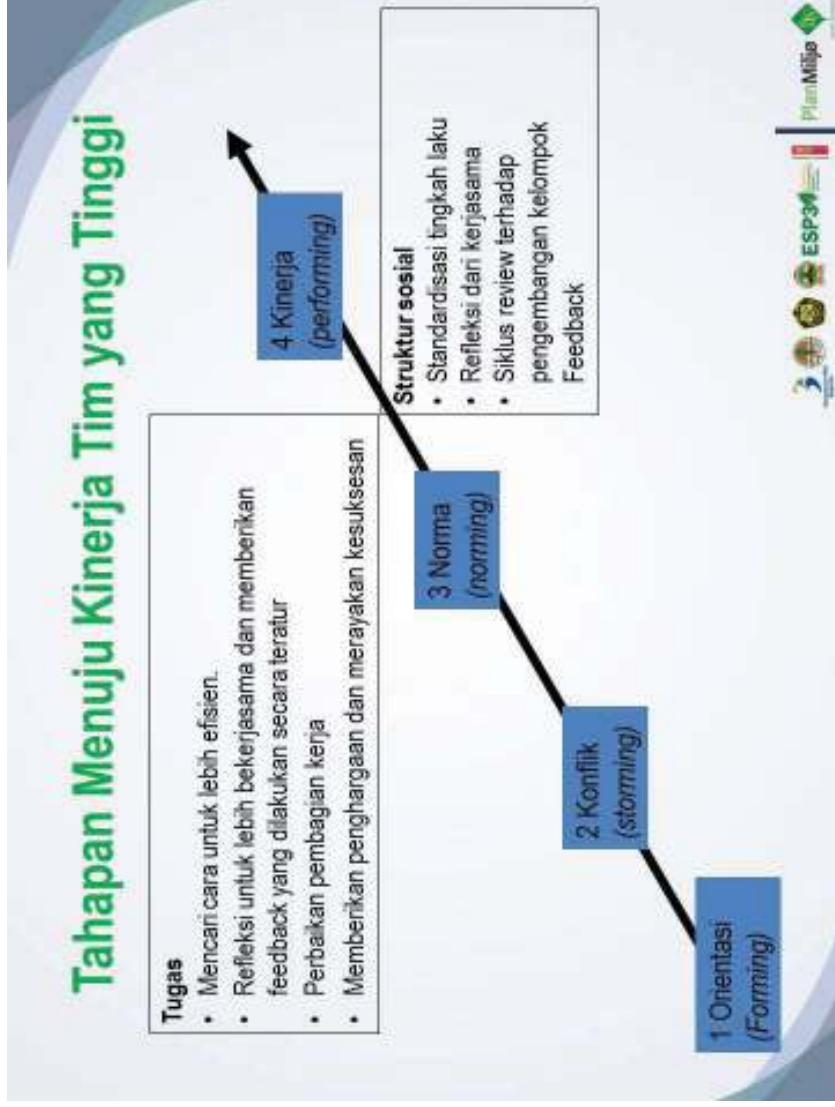 Tahapan Menuju Kinerja Tim yang Tinggi
Tugas
• Mencari cara untuk lebih efisien.
• Refleksi untuk lebih bekerjasama dan memberikan
feedback yang dilakukan secara teratur
• Perbaikan pembagian kerja
• Memberikan penghargaan dan merayakan kesuksesan
4 Kinerja
(performing)
Struktur sosial
• Standardisasi tingkah laku
• Refleksi dari kerjasama
• Siklus review terhadap
pengembangan kelompok
Feedback
3 Norma
(norming)
2 Konflik
(storming)
1 Orientasi
(Forming)
ESP3
PlanMiljø